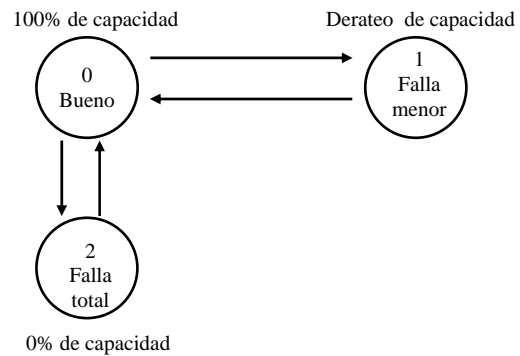 100% de capacidad
Derateo de capacidad
0
Bueno
1
Falla
menor
2
Falla
total
0% de capacidad